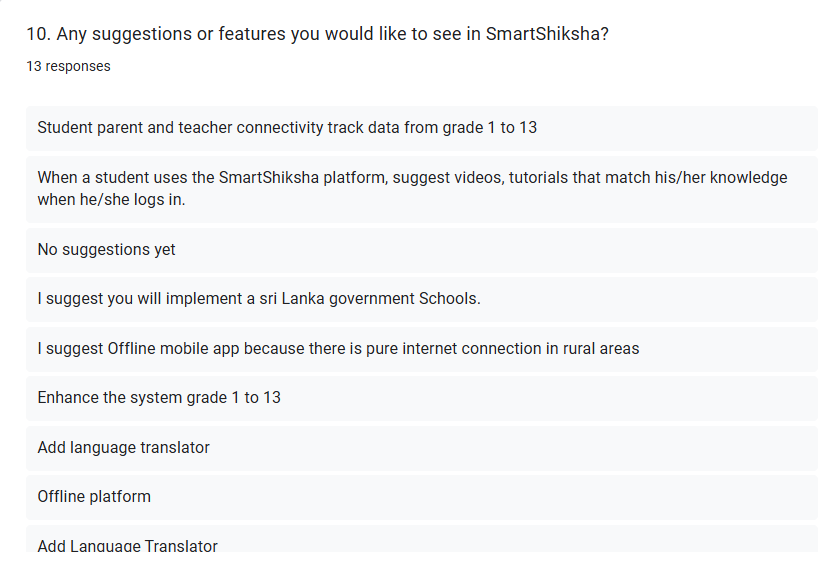 10. Any suggestions or features you would like to see in SmartShiksha?
13 responses
Student parent and teacher connectivity track data from grade 1 to 13
When a student uses the SmartShiksha platform, suggest videos, tutorials that match his/her knowledge
when he/she logs in.
No suggestions yet
I suggest you will implement a sri Lanka government Schools.
I suggest Offline mobile app because there is pure internet connection in rural areas
Enhance the system grade 1 to 13
Add language translator
Offline platform
Add Language Translator